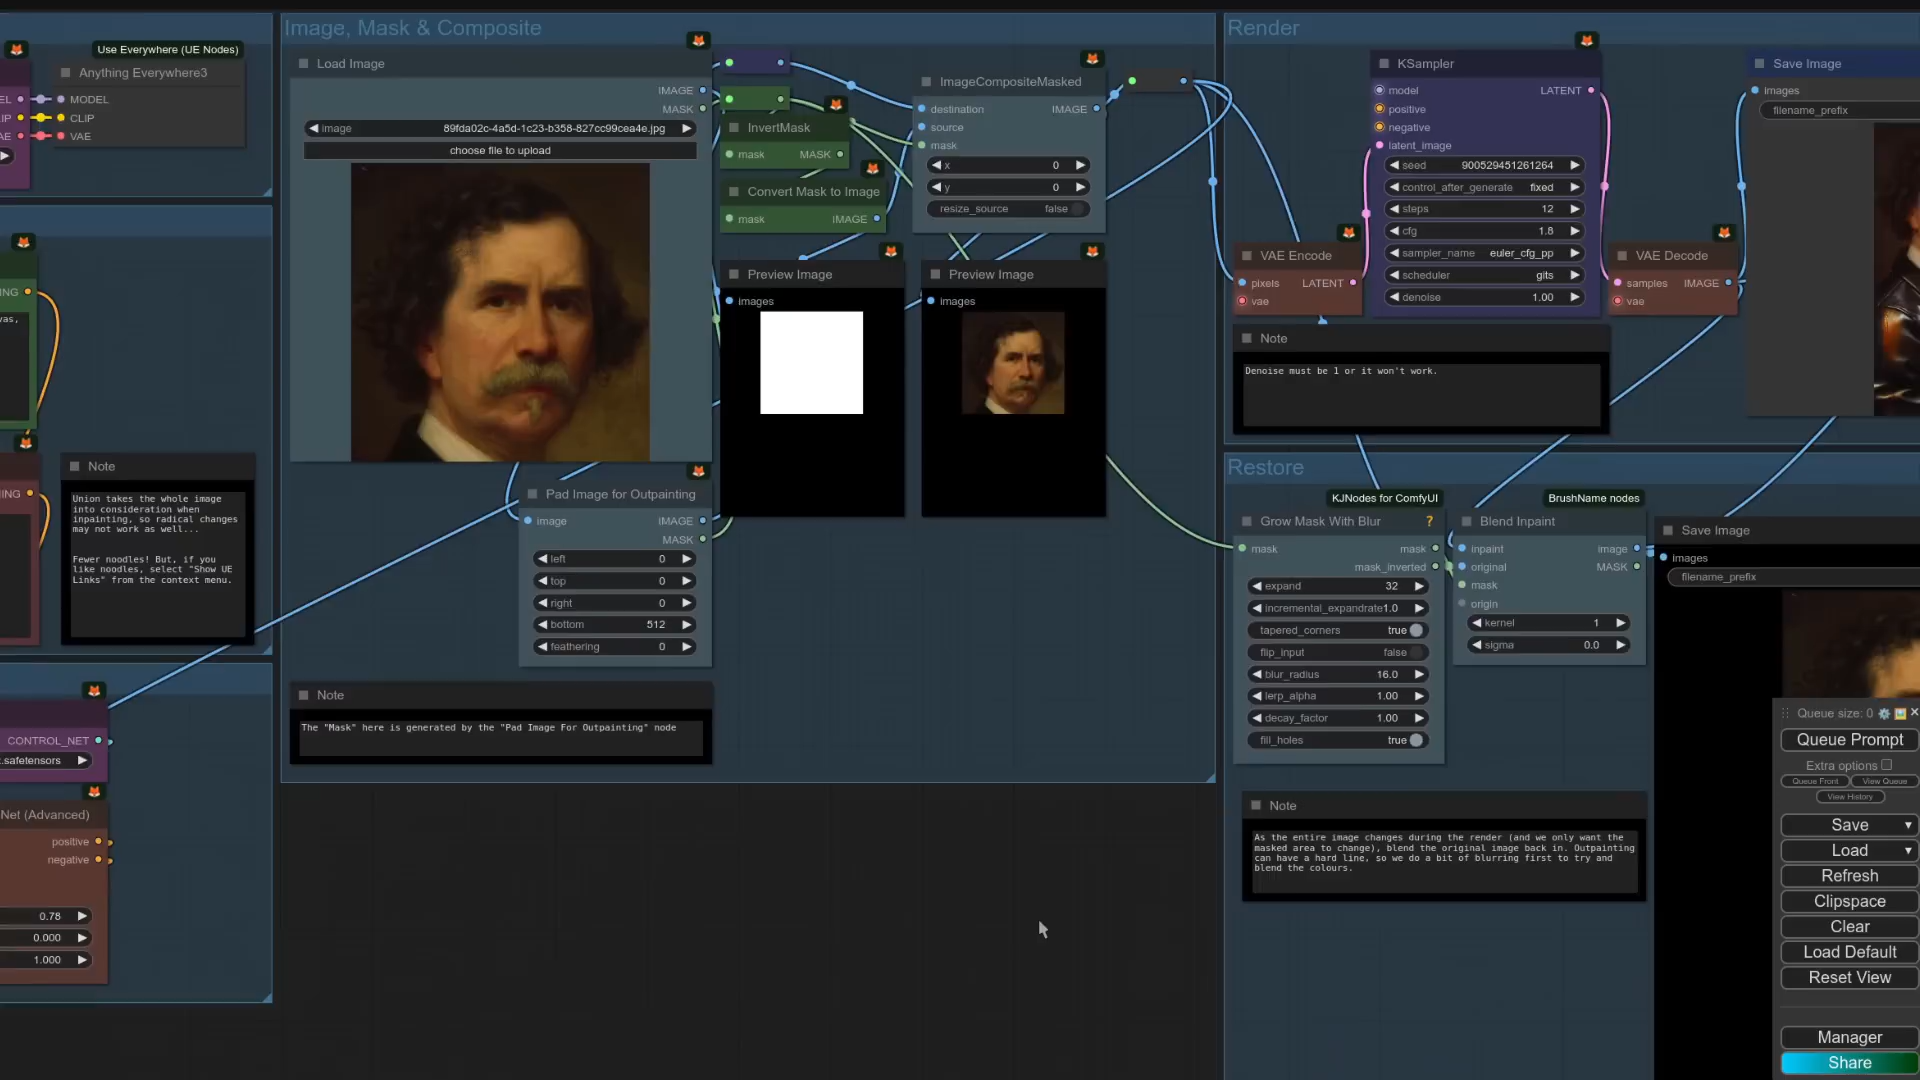 Use Everywhere (UE Nodes)
Anything Everywhere3
EL
MODEL
IP
CLIP
AE
VAE
NING
vas,
NING
Note
Union takes the whole image
into consideration when
inpainting, so radical changes
may not work as well...
Fewer noodles! But, if you
like noodles, select "Show UE
Links" from the context menu.
CONTROL_NET
t.safetensors
Net (Advanced)
positive
negative
0.78
0.000
1.000
Image, Mask & Composite
Load Image
IMAGE
MASK
image 89fda02c-4a5d-1c23-b358-827cc99cea4e.jpg
choose file to upload
InvertMask
mask MASK
Convert Mask to Image
mask IMAGE
ImageCompositeMasked
destination IMAGE
source
mask
x 0
y 0
resize_source false
Preview Image
images
Preview Image
images
Pad Image for Outpainting
image IMAGE
MASK
left 0
top 0
right 0
bottom 512
feathering 0
Note
The "Mask" here is generated by the "Pad Image For Outpainting" node
Render
VAE Encode
pixels LATENT
vae
KSampler
model LATENT
positive
negative
latent_image
seed 900529451261264
control_after_generate fixed
steps 12
cfg 1.8
sampler_name euler_cfg_pp
scheduler gits
denoise 1.00
VAE Decode
samples IMAGE
vae
Save Image
images
filename_prefix
Note
Denoise must be 1 or it won't work.
Restore
KJNodes for ComfyUI
Grow Mask With Blur ?
mask mask
mask_inverted
expand 32
incremental_expandrate 1.0
tapered_corners true
flip_input false
blur_radius 16.0
lerp_alpha 1.00
decay_factor 1.00
fill_holes true
BrushName nodes
Blend Inpaint
inpaint image
original MASK
mask
origin
kernel 1
sigma 0.0
Save Image
images
filename_prefix
Note
As the entire image changes during the render (and we only want the
masked area to change), blend the original image back in. Outpainting
can have a hard line, so we do a bit of blurring first to try and
blend the colours.
Queue size: 0
Queue Prompt
Extra options
Queue Front View Queue
View History
Save
Load
Refresh
Clipspace
Clear
Load Default
Reset View
Manager
Share